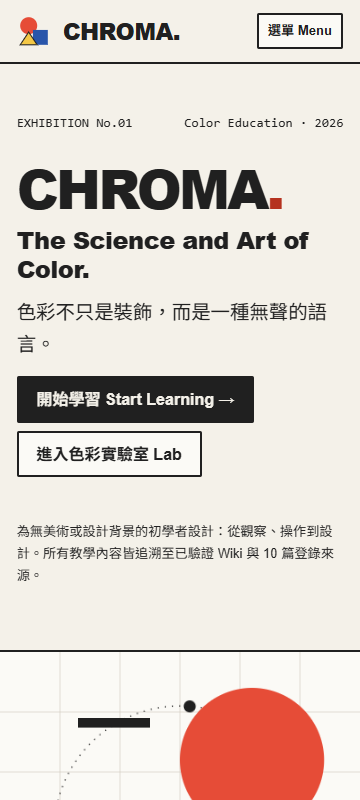 CHROMA.
選單 Menu
EXHIBITION No.01
Color Education · 2026
CHROMA.
The Science and Art of
Color.
色彩不只是裝飾，而是一種無聲的語
言。
開始學習 Start Learning →
進入色彩實驗室 Lab
為無美術或設計背景的初學者設計：從觀察、操作到設
計。所有教學內容皆追溯至已驗證 Wiki 與 10 篇登錄來
源。